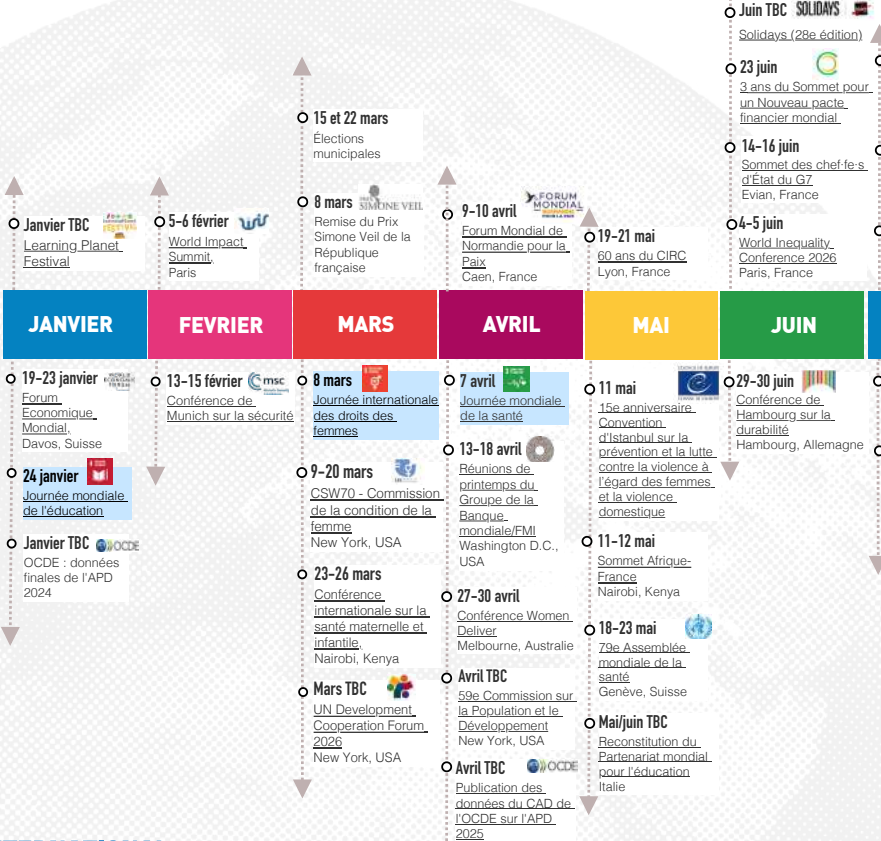 Juin TBC SOLIDAYS
Solidays (28e édition)
23 juin
3 ans du Sommet pour
un Nouveau pacte
financier mondial
14-16 juin
Sommet des chef·fe·s
d'État du G7
Evian, France
4-5 juin
World Inequality
Conference 2026
Paris, France
15 et 22 mars
Élections
municipales
8 mars
SIMONE VEIL
Remise du Prix
Simone Veil de la
République
française
9-10 avril
FORUM
MONDIAL
Forum Mondial de
Normandie pour la
Paix
Caen, France
19-21 mai
60 ans du CIRC
Lyon, France
Janvier TBC
FESTIVAL
Learning Planet
Festival
5-6 février
World Impact
Summit,
Paris
JANVIER
FEVRIER
MARS
AVRIL
MAI
JUIN
19-23 janvier
WORLD
ECONOMIC
FORUM
Forum
Economique
Mondial,
Davos, Suisse
24 janvier
Journée mondiale
de l'éducation
Janvier TBC
OCDE
OCDE : données
finales de l'APD
2024
13-15 février
msc
Conférence de
Munich sur la sécurité
8 mars
Journée internationale
des droits des
femmes
9-20 mars
CSW70 - Commission
de la condition de la
femme
New York, USA
23-26 mars
Conférence
internationale sur la
santé maternelle et
infantile,
Nairobi, Kenya
Mars TBC
UN Development
Cooperation Forum
2026
New York, USA
7 avril
Journée mondiale
de la santé
13-18 avril
Réunions de
printemps du
Groupe de la
Banque
mondiale/FMI
Washington D.C.,
USA
27-30 avril
Conférence Women
Deliver
Melbourne, Australie
Avril TBC
59e Commission sur
la Population et le
Développement
New York, USA
Avril TBC
OCDE
Publication des
données du CAD de
l'OCDE sur l'APD
2025
11 mai
15e anniversaire
Convention
d'Istanbul sur la
prévention et la lutte
contre la violence à
l'égard des femmes
et la violence
domestique
11-12 mai
Sommet Afrique-
France
Nairobi, Kenya
18-23 mai
79e Assemblée
mondiale de la
santé
Genève, Suisse
Mai/juin TBC
Reconstitution du
Partenariat mondial
pour l'éducation
Italie
29-30 juin
Conférence de
Hambourg sur la
durabilité
Hambourg, Allemagne